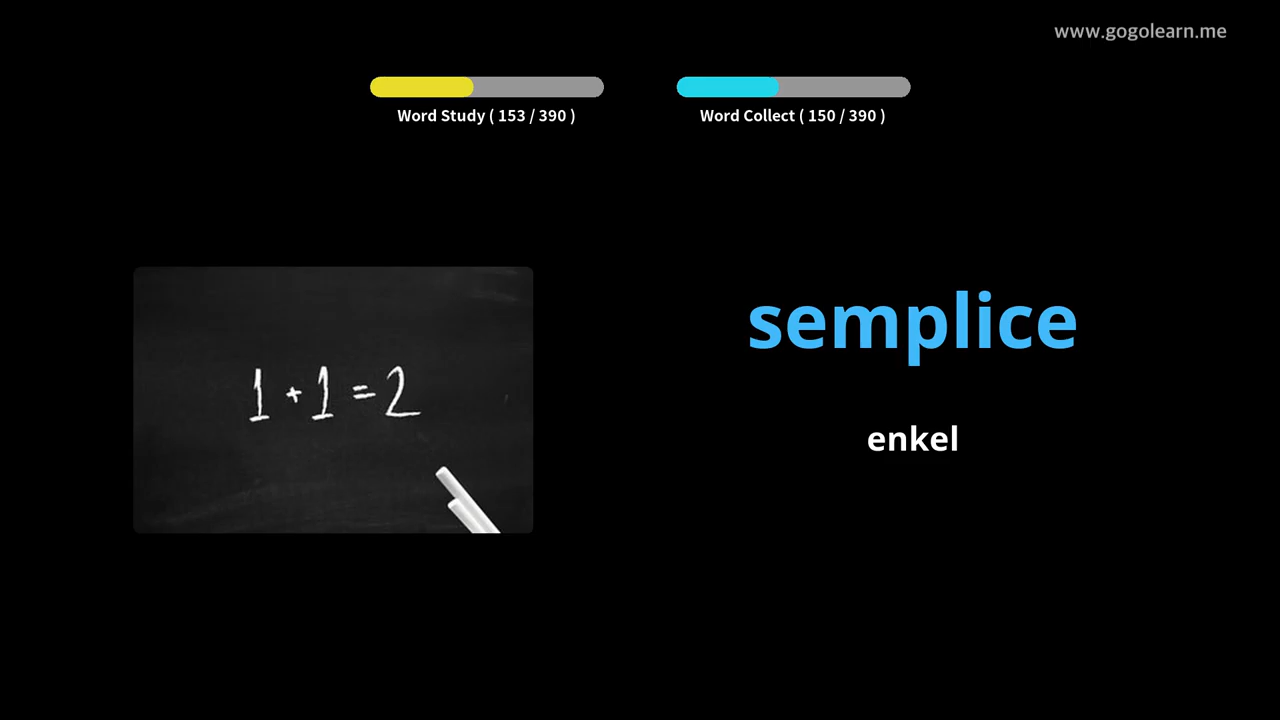 www.gogolearn.me
Word Study ( 153 / 390 )
Word Collect ( 150 / 390 )
1 + 1 = 2
semplice
enkel